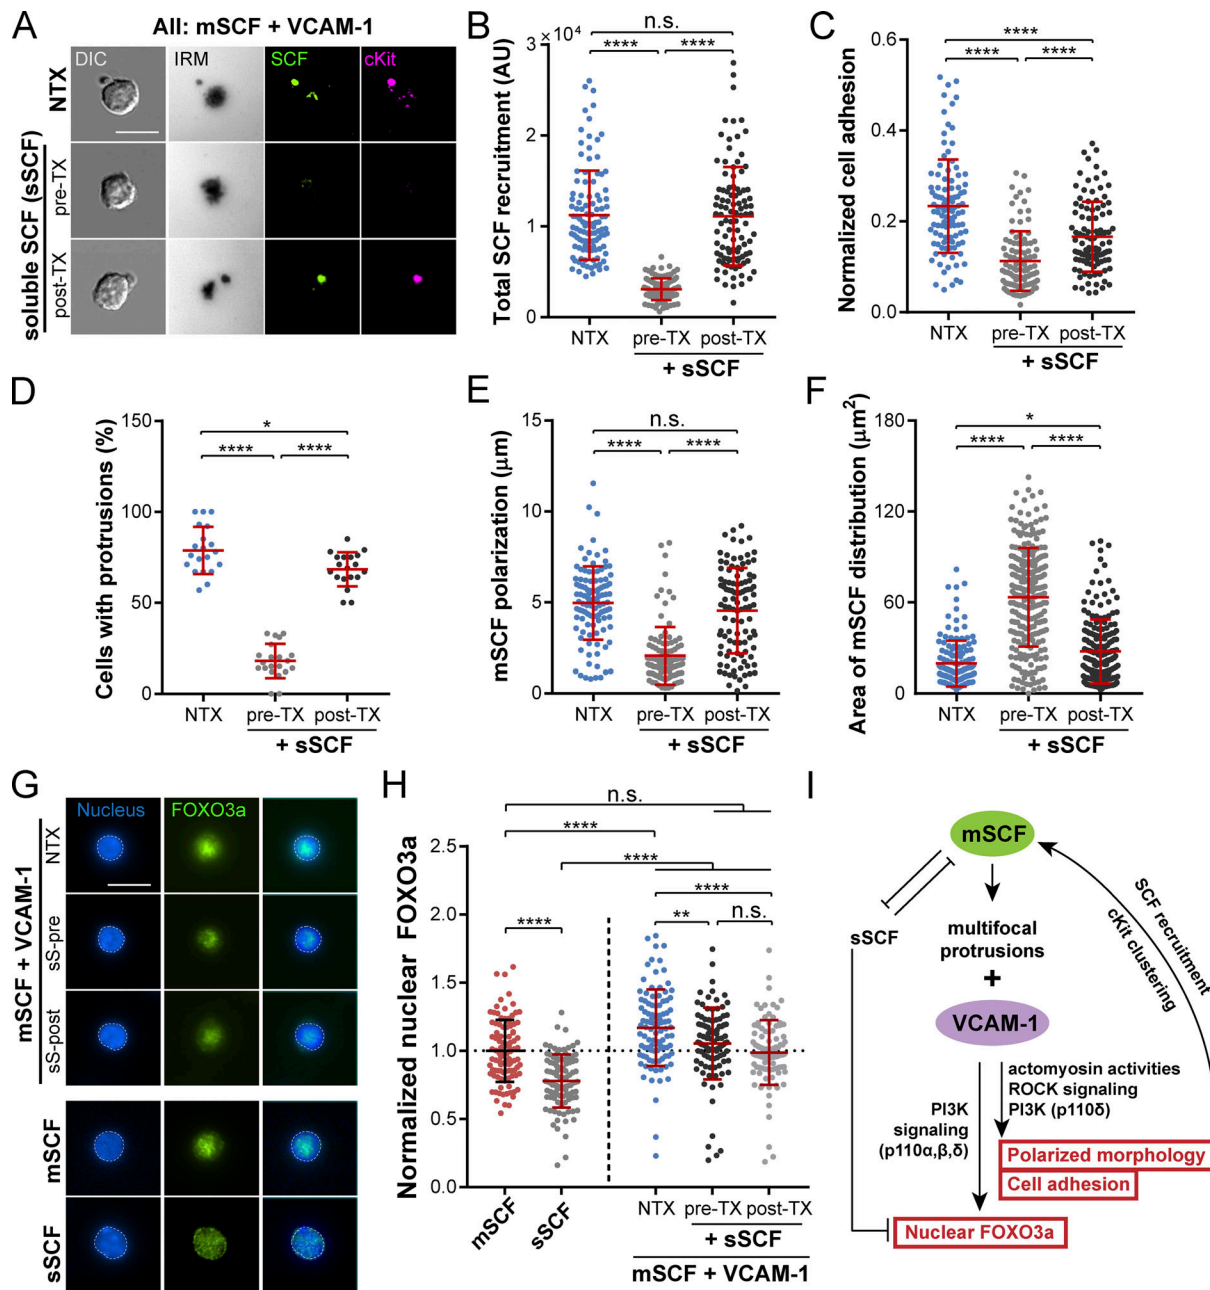 A
All: mSCF + VCAM-1
DIC
IRM
SCF
cKit
NTX
soluble SCF (sSCF)
pre-TX
post-TX
B
Total SCF recruitment (AU)
3×10⁴
2×10⁴
1×10⁴
0
n.s.
**** ****
NTX pre-TX post-TX
+ sSCF
C
Normalized cell adhesion
0.6
0.4
0.2
0.0
****
**** ****
NTX pre-TX post-TX
+ sSCF
D
Cells with protrusions (%)
150
100
50
0
*
**** ****
NTX pre-TX post-TX
+ sSCF
E
mSCF polarization (μm)
15
10
5
0
n.s.
**** ****
NTX pre-TX post-TX
+ sSCF
F
Area of mSCF distribution (μm²)
180
120
60
0
*
**** ****
NTX pre-TX post-TX
+ sSCF
G
Nucleus
FOXO3a
mSCF + VCAM-1
NTX
sS-pre
sS-post
mSCF
sSCF
H
Normalized nuclear FOXO3a
2.5
2.0
1.5
1.0
0.5
0.0
n.s.
****
****
****
****
** n.s.
mSCF
sSCF
NTX pre-TX post-TX
+ sSCF
mSCF + VCAM-1
I
mSCF
sSCF
multifocal
protrusions
+
VCAM-1
SCF recruitment
cKit clustering
actomyosin activities
ROCK signaling
PI3K (p110δ)
PI3K
signaling
(p110α,β,δ)
Polarized morphology
Cell adhesion
Nuclear FOXO3a